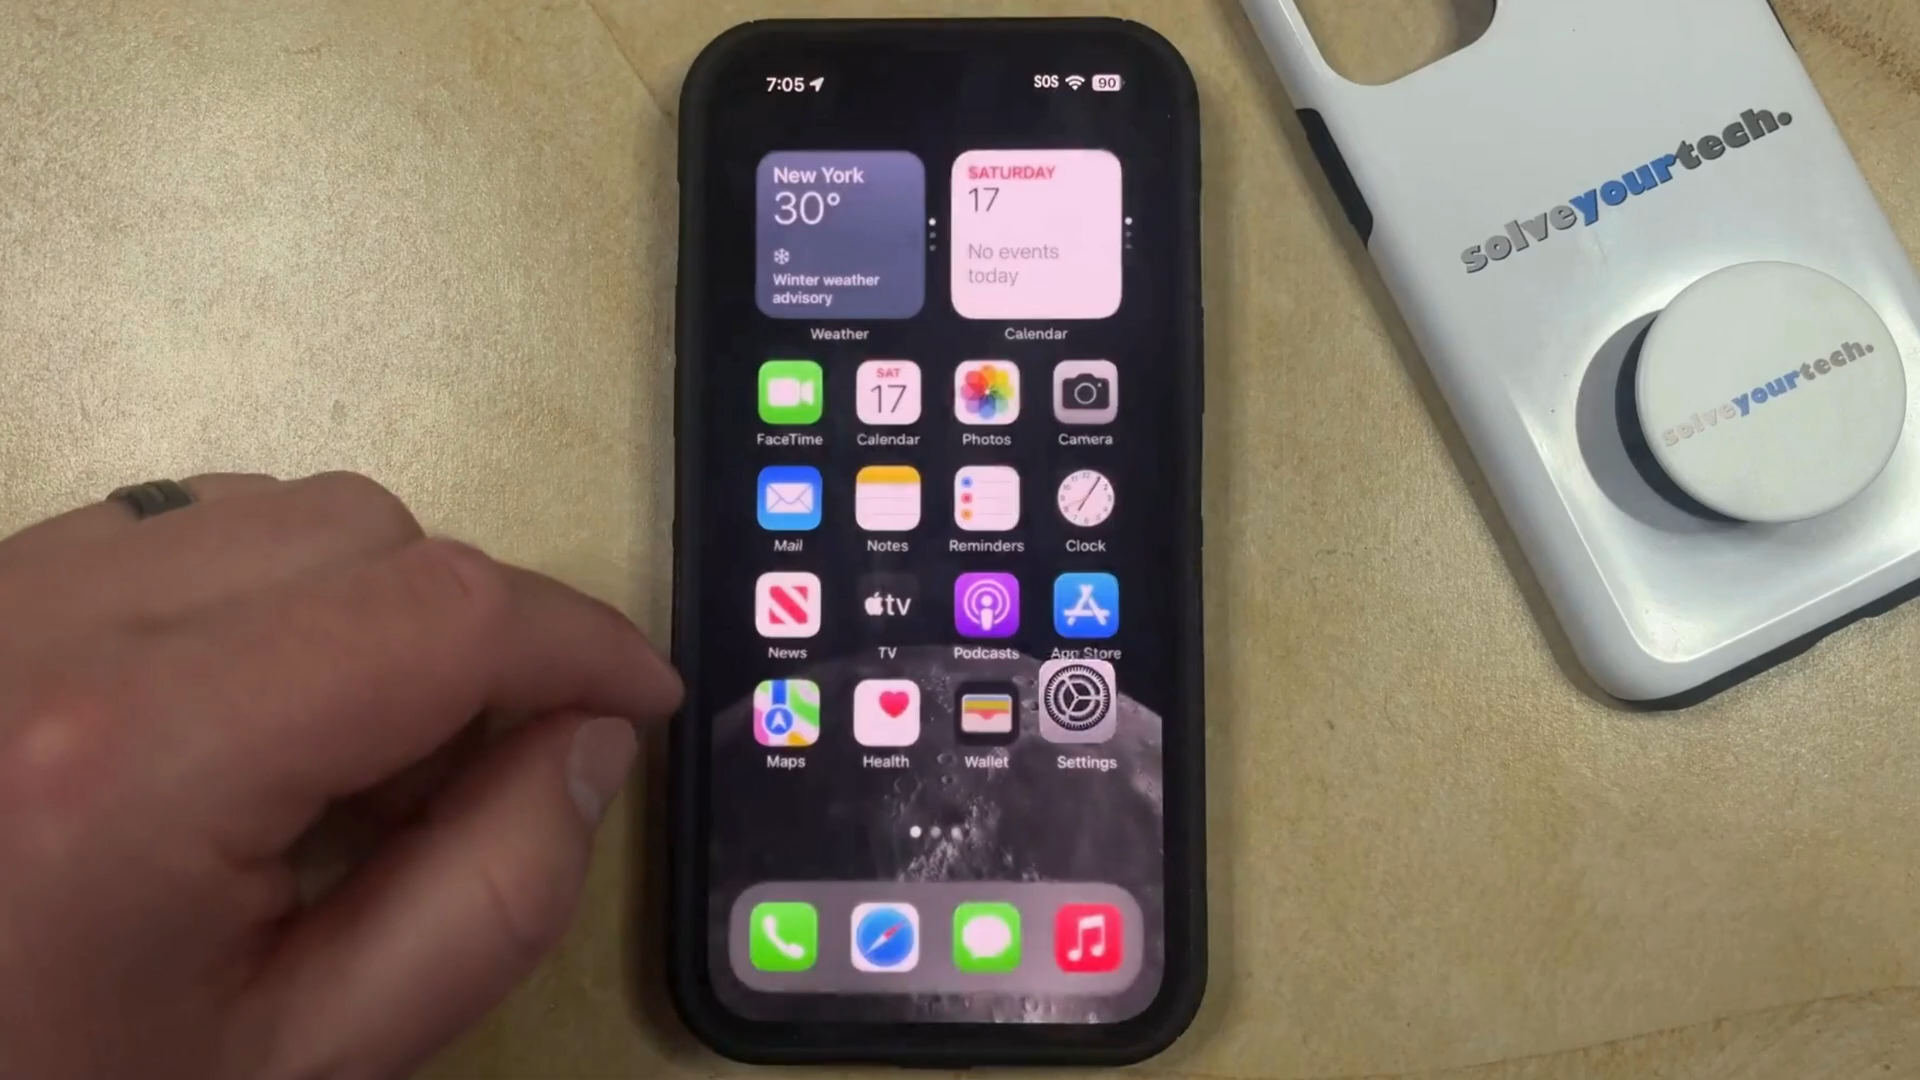 7:05
SOS
90
New York
30°
Winter weather
advisory
Weather
SATURDAY
17
No events
today
Calendar
SAT
17
FaceTime
Calendar
Photos
Camera
Mail
Notes
Reminders
Clock
tv
News
TV
Podcasts
App Store
Maps
Health
Wallet
Settings
solveyourtech.
solveyourtech.